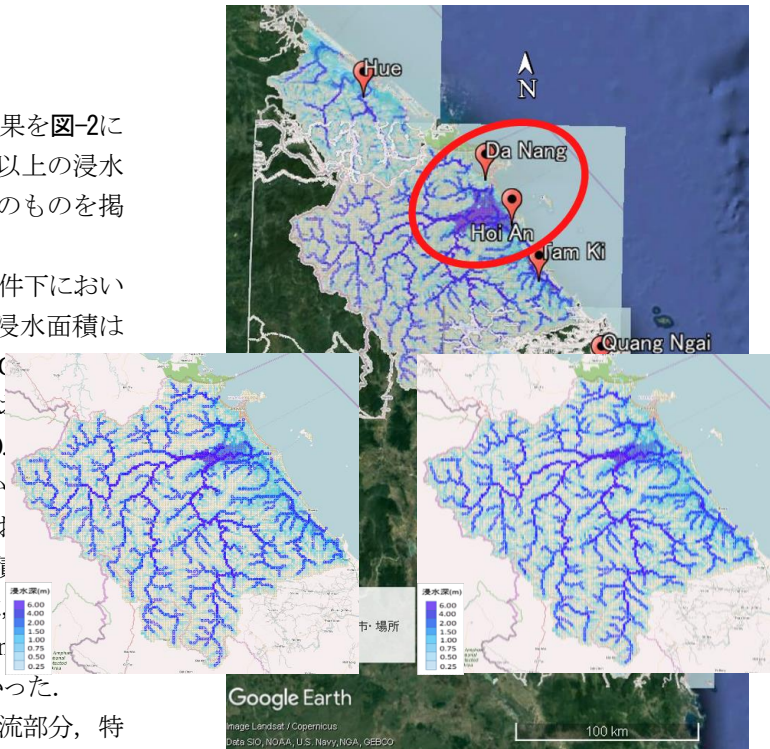 果を図-2に
以上の浸水
のものを掲
件下におい
浸水面積は
った.
流部分，特
Hue
N
Da Nang
Hoi An
Tam Ki
Quang Ngai
浸水深(m)
6.00
4.00
2.00
1.50
1.00
0.75
0.50
0.25
市・場所
浸水深(m)
6.00
4.00
2.00
1.50
1.00
0.75
0.50
0.25
Google Earth
Image Landsat / Copernicus
Data SIO, NOAA, U.S. Navy, NGA, GEBCO
100 km